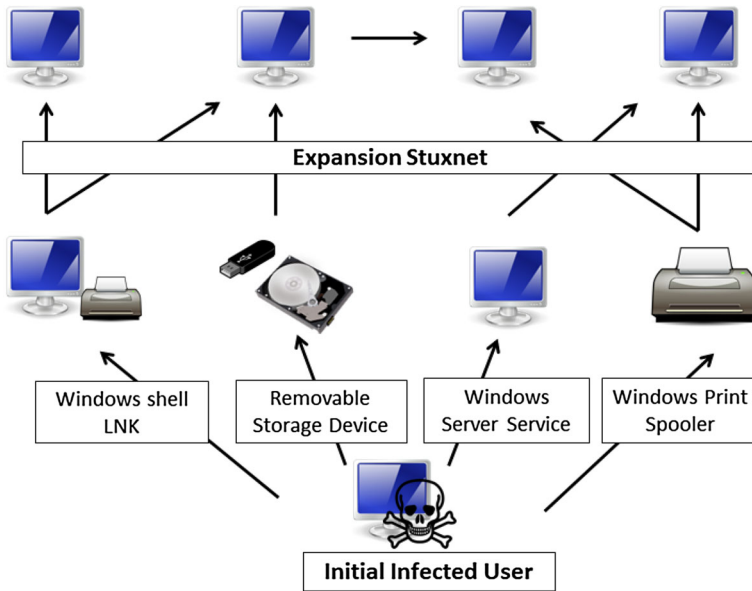 Expansion Stuxnet
Windows shell
LNK
Removable
Storage Device
Windows
Server Service
Windows Print
Spooler
Initial Infected User